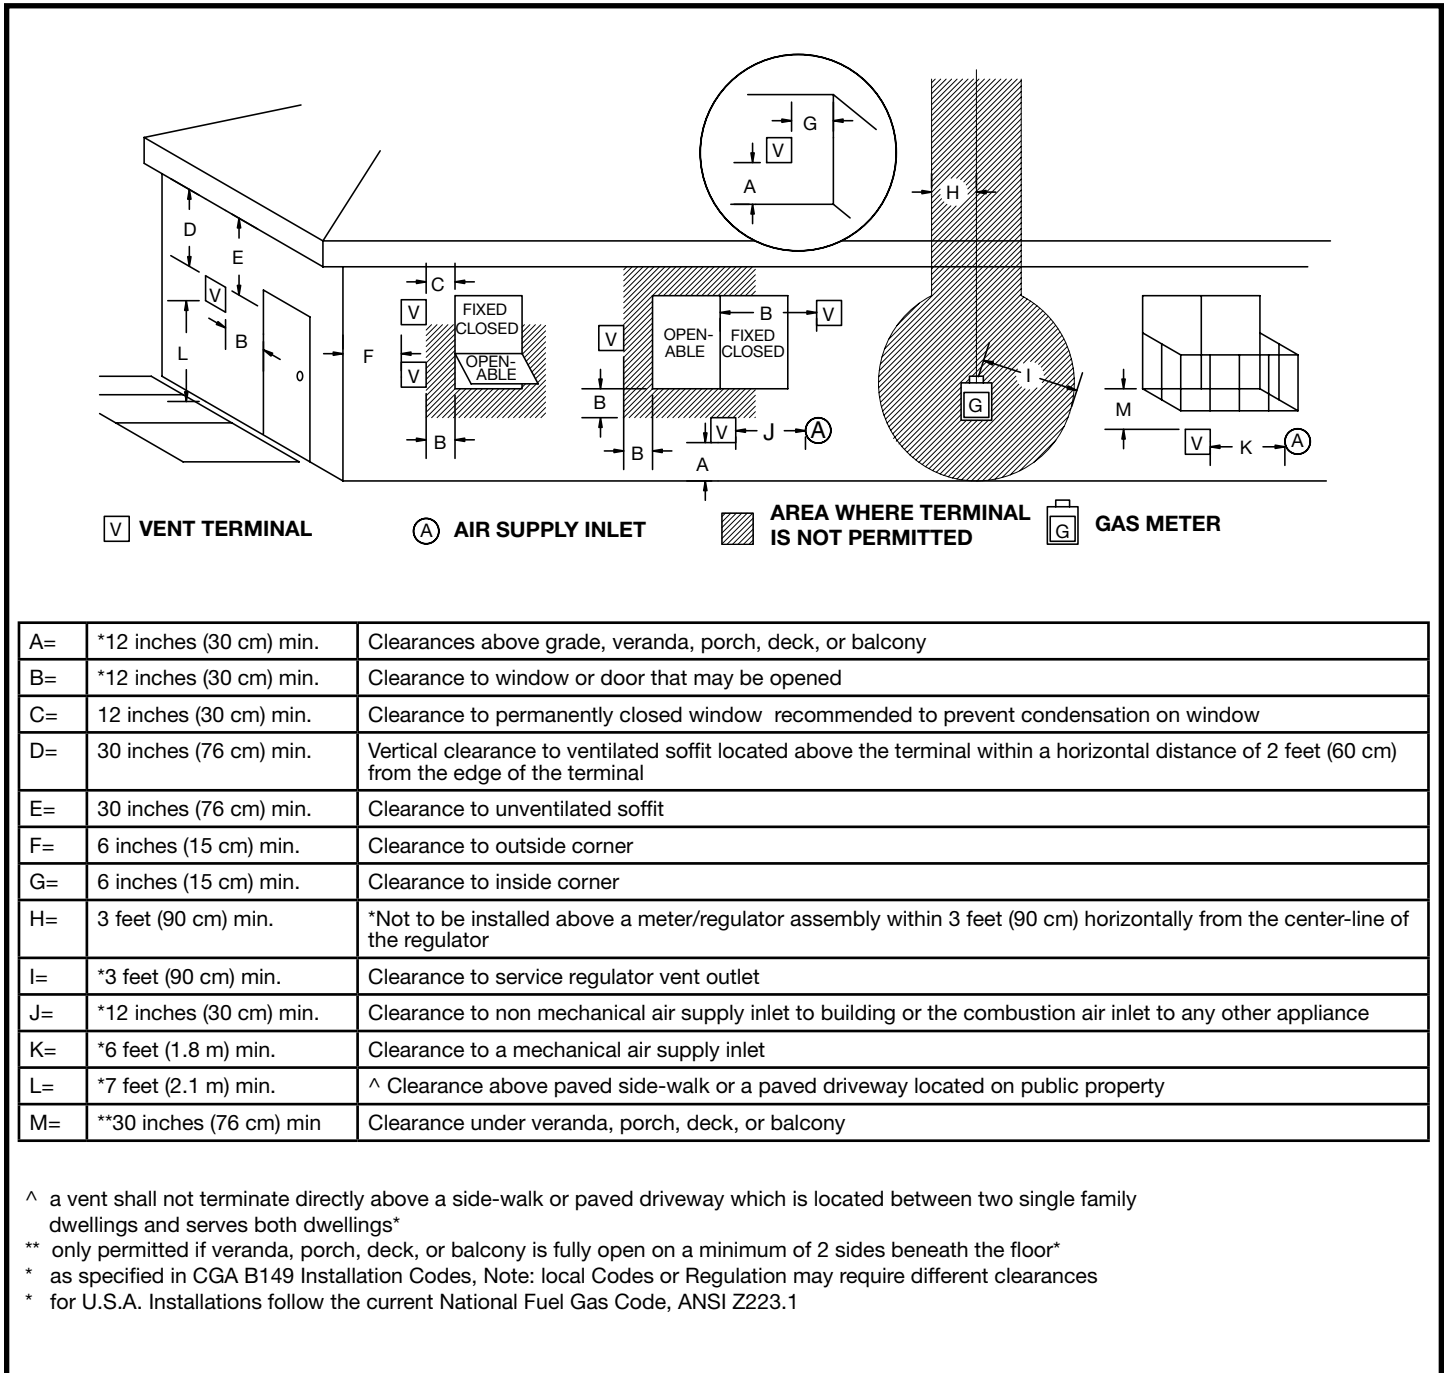 G
V
A
H
D
E
C
V
V
B
L
F
FIXED
CLOSED
OPEN-
ABLE
V
B
V
OPEN-
ABLE
FIXED
CLOSED
B
V
B
B
V
J
A
A
G
I
M
V
K
A
V VENT TERMINAL
A AIR SUPPLY INLET
AREA WHERE TERMINAL
IS NOT PERMITTED
G GAS METER
A= *12 inches (30 cm) min. Clearances above grade, veranda, porch, deck, or balcony
B= *12 inches (30 cm) min. Clearance to window or door that may be opened
C= 12 inches (30 cm) min. Clearance to permanently closed window recommended to prevent condensation on window
D= 30 inches (76 cm) min. Vertical clearance to ventilated soffit located above the terminal within a horizontal distance of 2 feet (60 cm)
from the edge of the terminal
E= 30 inches (76 cm) min. Clearance to unventilated soffit
F= 6 inches (15 cm) min. Clearance to outside corner
G= 6 inches (15 cm) min. Clearance to inside corner
H= 3 feet (90 cm) min. *Not to be installed above a meter/regulator assembly within 3 feet (90 cm) horizontally from the center-line of
the regulator
I= *3 feet (90 cm) min. Clearance to service regulator vent outlet
J= *12 inches (30 cm) min. Clearance to non mechanical air supply inlet to building or the combustion air inlet to any other appliance
K= *6 feet (1.8 m) min. Clearance to a mechanical air supply inlet
L= *7 feet (2.1 m) min. ^ Clearance above paved side-walk or a paved driveway located on public property
M= **30 inches (76 cm) min Clearance under veranda, porch, deck, or balcony
^ a vent shall not terminate directly above a side-walk or paved driveway which is located between two single family
dwellings and serves both dwellings*
** only permitted if veranda, porch, deck, or balcony is fully open on a minimum of 2 sides beneath the floor*
* as specified in CGA B149 Installation Codes, Note: local Codes or Regulation may require different clearances
* for U.S.A. Installations follow the current National Fuel Gas Code, ANSI Z223.1